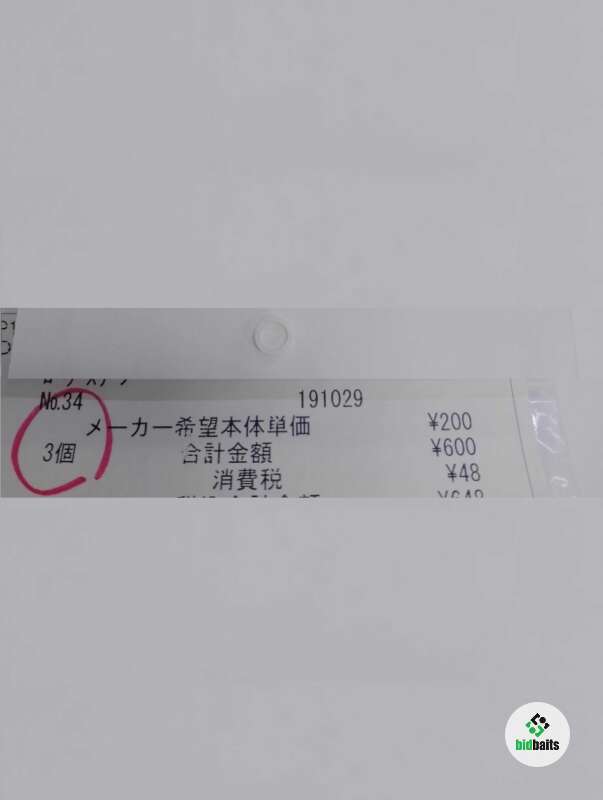 No.34 191029
メーカー希望本体単価 ¥200
3個 合計金額 ¥600
消費税 ¥48
bidbaits